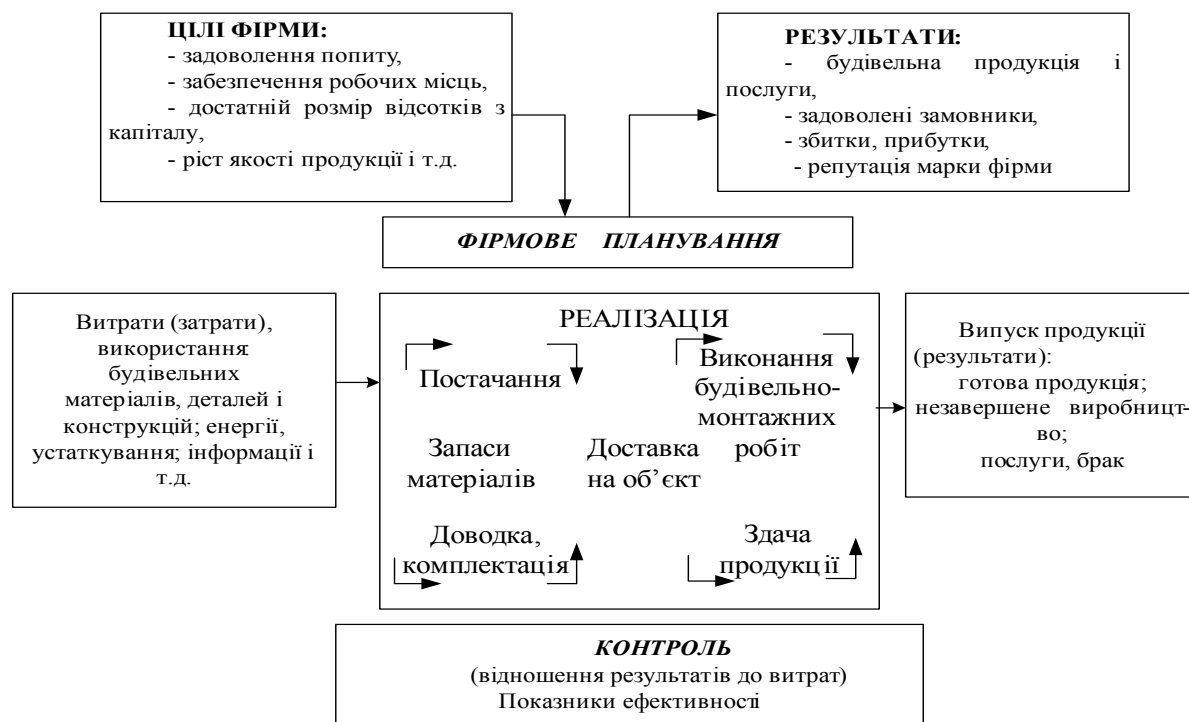 ЦІЛІ ФІРМИ:
- задоволення попиту,
- забезпечення робочих місць,
- достатній розмір відсотків з
капіталу,
- ріст якості продукції і т.д.
РЕЗУЛЬТАТИ:
- будівельна продукція і
послуги,
- задоволені замовники,
- збитки, прибутки,
- репутація марки фірми
ФІРМОВЕ ПЛАНУВАННЯ
Витрати (затрати),
використання
будівельних
матеріалів, деталей і
конструкцій; енергії,
устаткування; інформації і
т.д.
РЕАЛІЗАЦІЯ
Постачання
Виконання
будівельно-
монтажних
робіт
Запаси
матеріалів
Доставка
на об’єкт
Доводка,
комплектація
Здача
продукції
Випуск продукції
(результати):
готова продукція;
незавершене виробницт-
во;
послуги, брак
КОНТРОЛЬ
(відношення результатів до витрат)
Показники ефективності